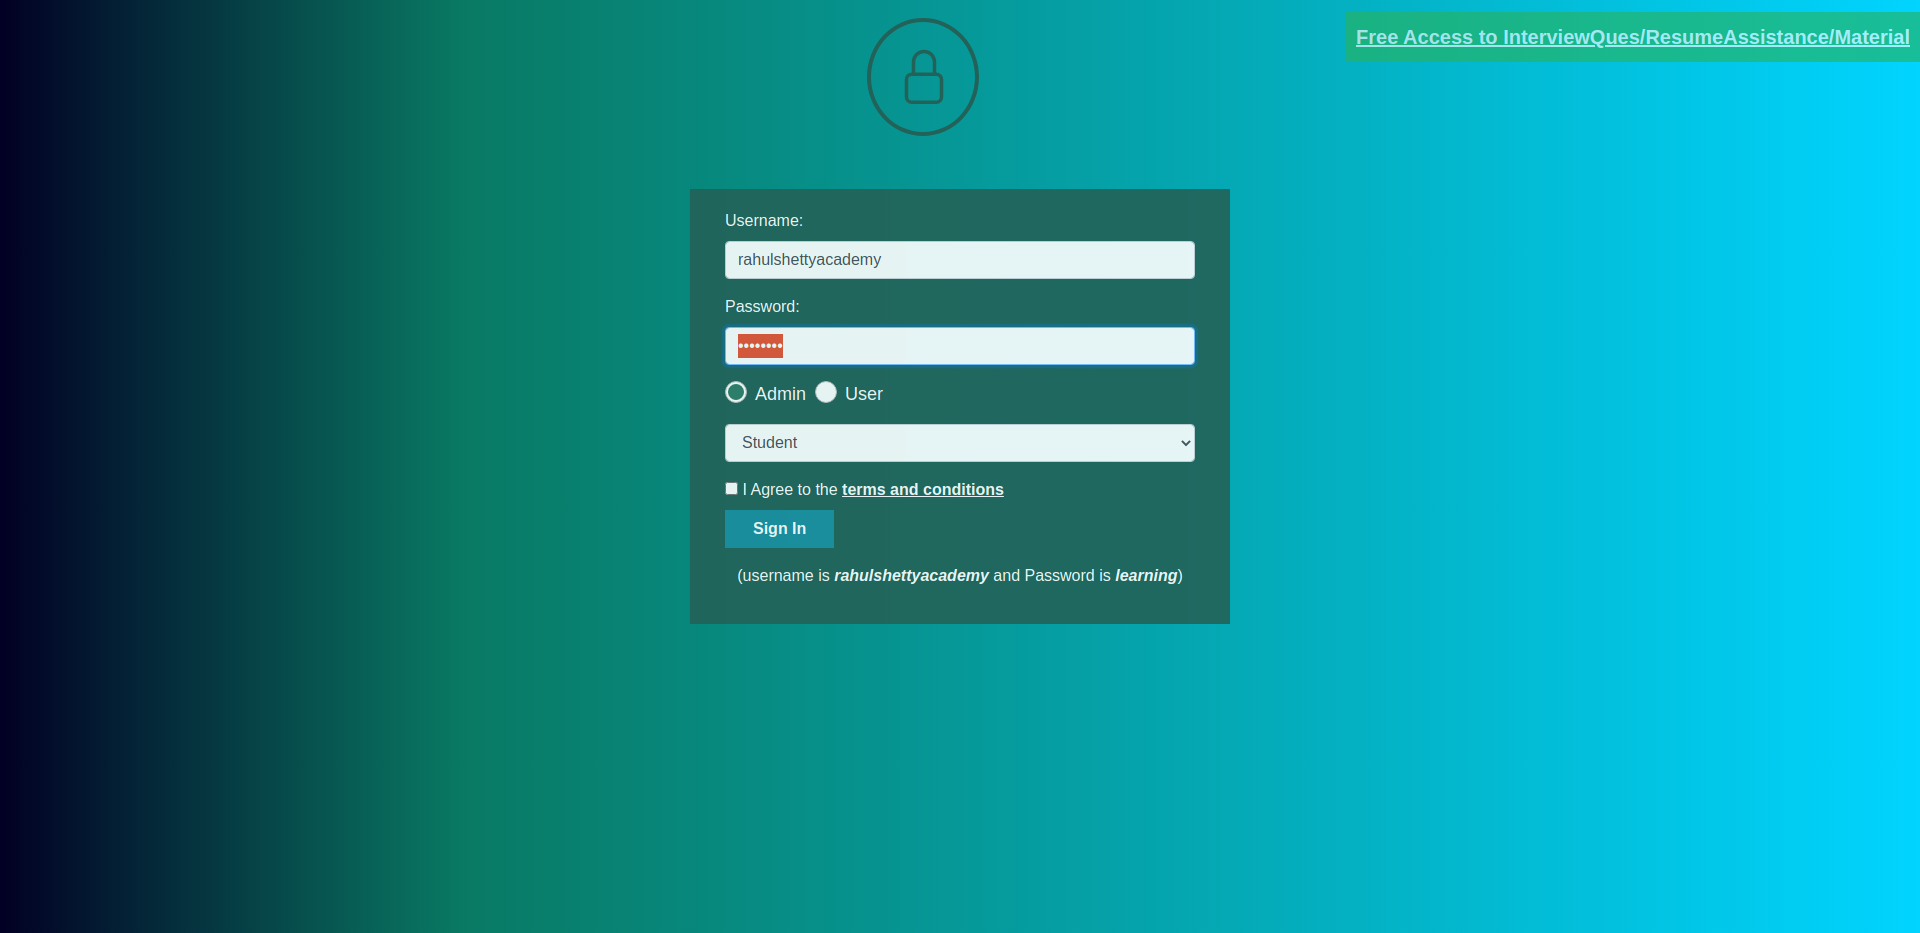 Free Access to InterviewQues/ResumeAssistance/Material
Username:
rahulshettyacademy
Password:
••••••••
Admin User
Student
I Agree to the terms and conditions
Sign In
(username is rahulshettyacademy and Password is learning)